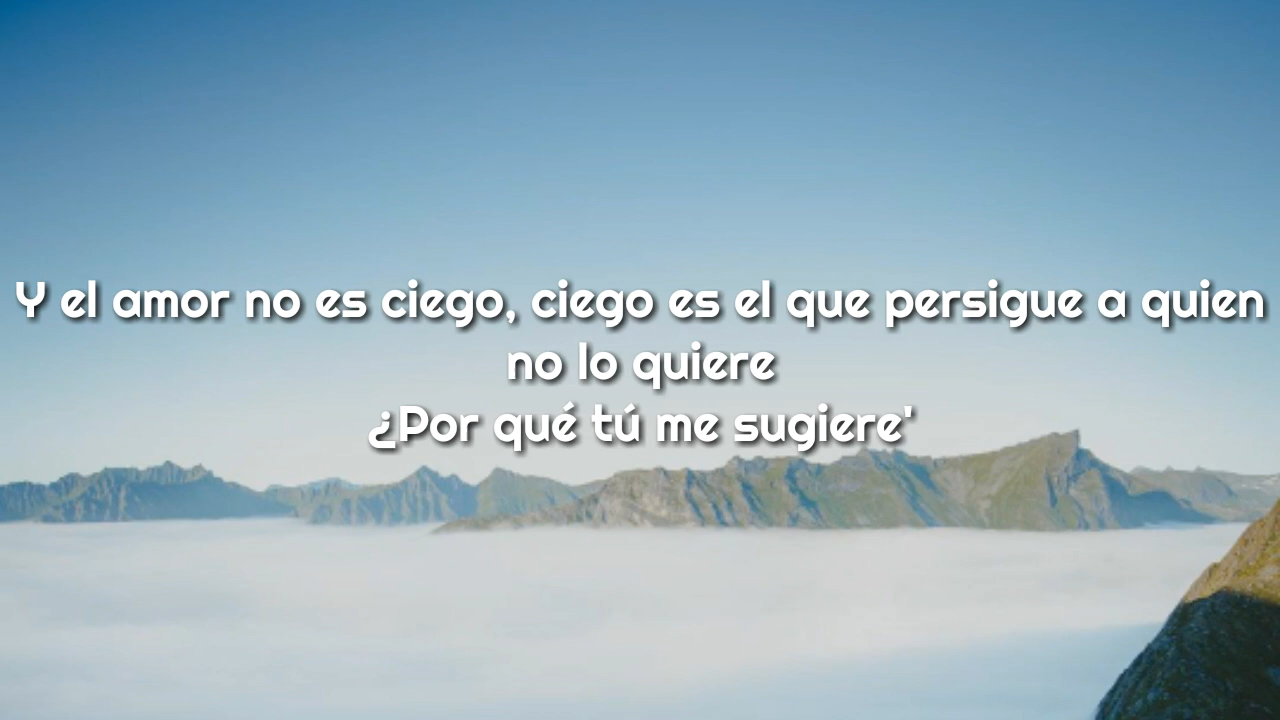 Y el amor no es ciego, ciego es el que persigue a quien
no lo quiere
¿Por qué tú me sugiere'